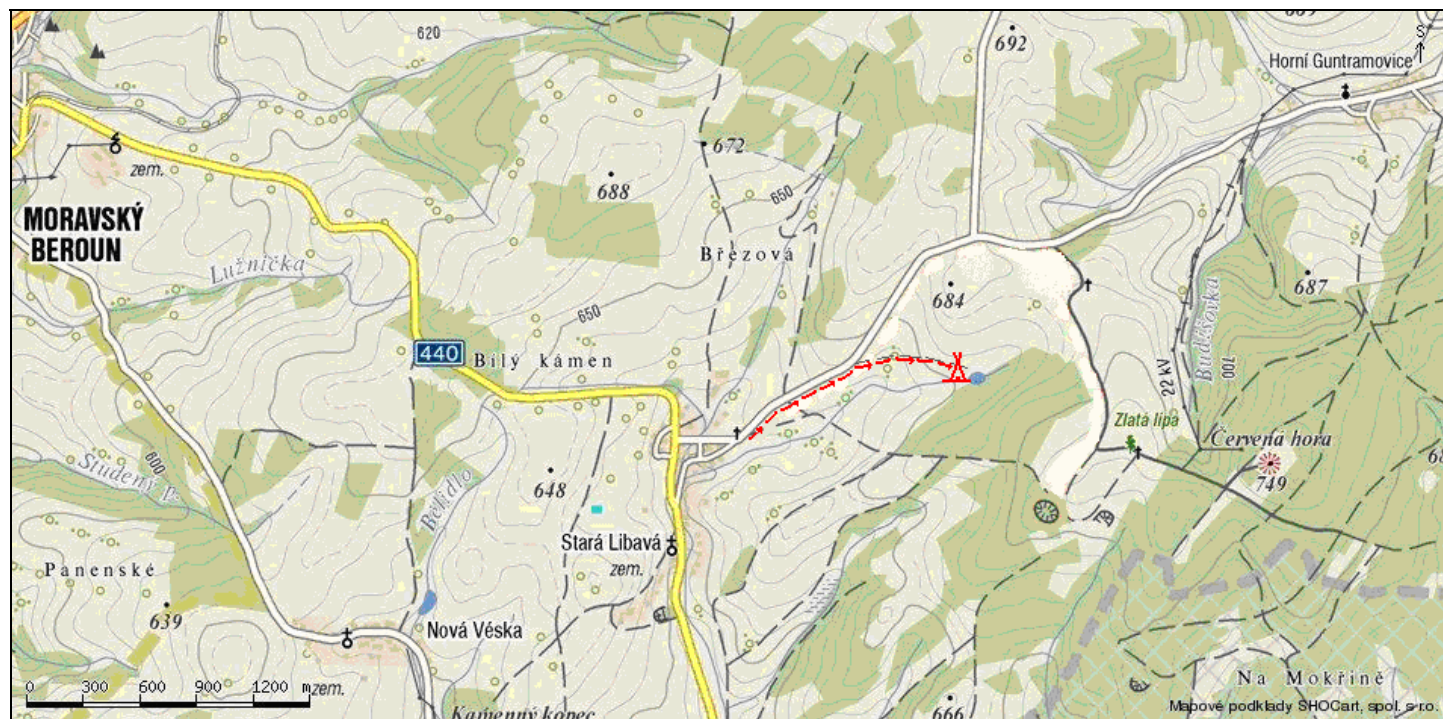 692
620
S
Horní Guntramovice
672
zem.
688
650
MORAVSKÝ
BEROUN
Březová
Lužnička
684
687
Budišovka
700
22 kV
650
440
Bílý kámen
Zlatá lípa
Červená hora
749
600
Studený p.
Bělidlo
648
Stará Libavá
zem.
Panenské
639
Nová Véska
zem.
Kamenný kopec
666
Na Mokřině
0 300 600 900 1200 m
Mapové podklady SHOCart, spol. s r.o.